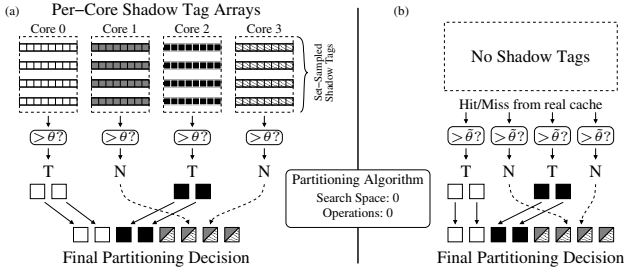 (a) Per-Core Shadow Tag Arrays
Core 0 Core 1 Core 2 Core 3
Set-Sampled
Shadow Tags
> θ? > θ? > θ? > θ?
T N T N
Final Partitioning Decision
Partitioning Algorithm
Search Space: 0
Operations: 0
(b)
No Shadow Tags
Hit/Miss from real cache
> θ̃? > θ̃? > θ̃? > θ̃?
T N T N
Final Partitioning Decision